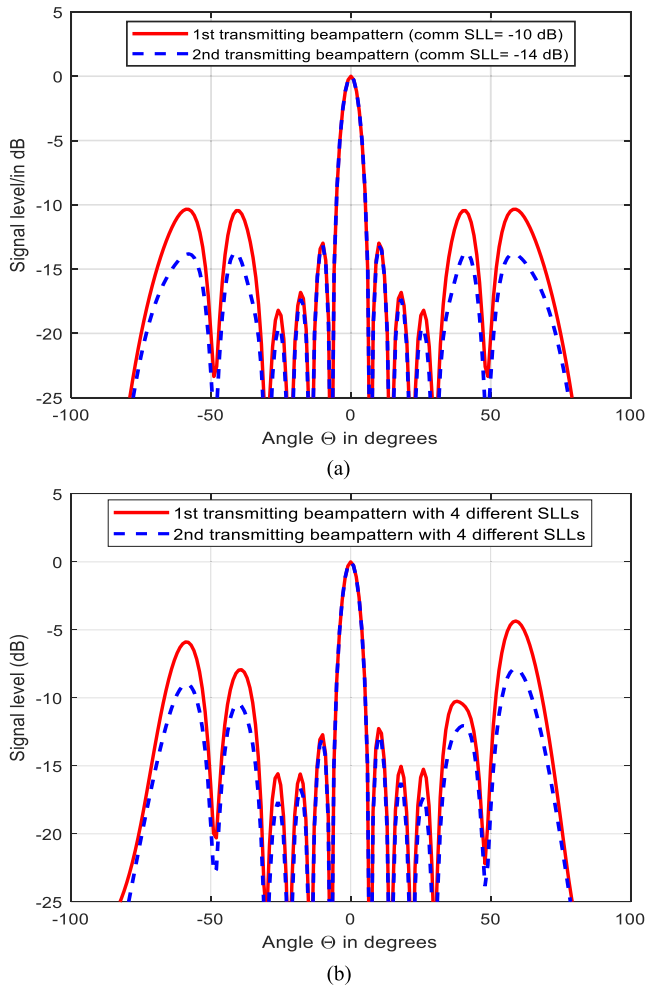 5
1st transmitting beampattern (comm SLL= -10 dB)
2nd transmitting beampattern (comm SLL= -14 dB)
0
-5
-10
-15
-20
-25
Signal level/in dB
-100 -50 0 50 100
Angle Θ in degrees
(a)
5
1st transmitting beampattern with 4 different SLLs
2nd transmitting beampattern with 4 different SLLs
0
-5
-10
-15
-20
-25
Signal level (dB)
-100 -50 0 50 100
Angle Θ in degrees
(b)